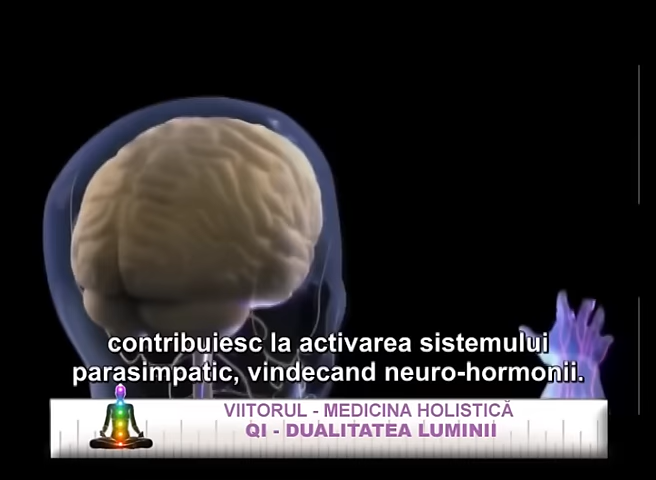 contribuiesc la activarea sistemului
parasimpatic, vindecand neuro-hormonii.
VIITORUL - MEDICINA HOLISTICĂ
QI - DUALITATEA LUMINII